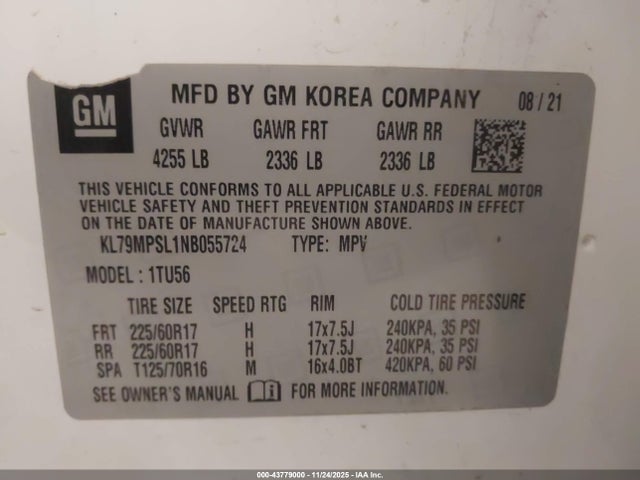 GM
MFD BY GM KOREA COMPANY 08 / 21
GVWR GAWR FRT GAWR RR
4255 LB 2336 LB 2336 LB
THIS VEHICLE CONFORMS TO ALL APPLICABLE U.S. FEDERAL MOTOR
VEHICLE SAFETY AND THEFT PREVENTION STANDARDS IN EFFECT
ON THE DATE OF MANUFACTURE SHOWN ABOVE.
KL79MPSL1NB055724 TYPE: MPV
MODEL : 1TU56
TIRE SIZE SPEED RTG RIM COLD TIRE PRESSURE
FRT 225/60R17 H 17x7.5J 240KPA, 35 PSI
RR 225/60R17 H 17x7.5J 240KPA, 35 PSI
SPA T125/70R16 M 16x4.0BT 420KPA, 60 PSI
SEE OWNER'S MANUAL FOR MORE INFORMATION.
000-43779000 - 11/24/2025 - IAA Inc.